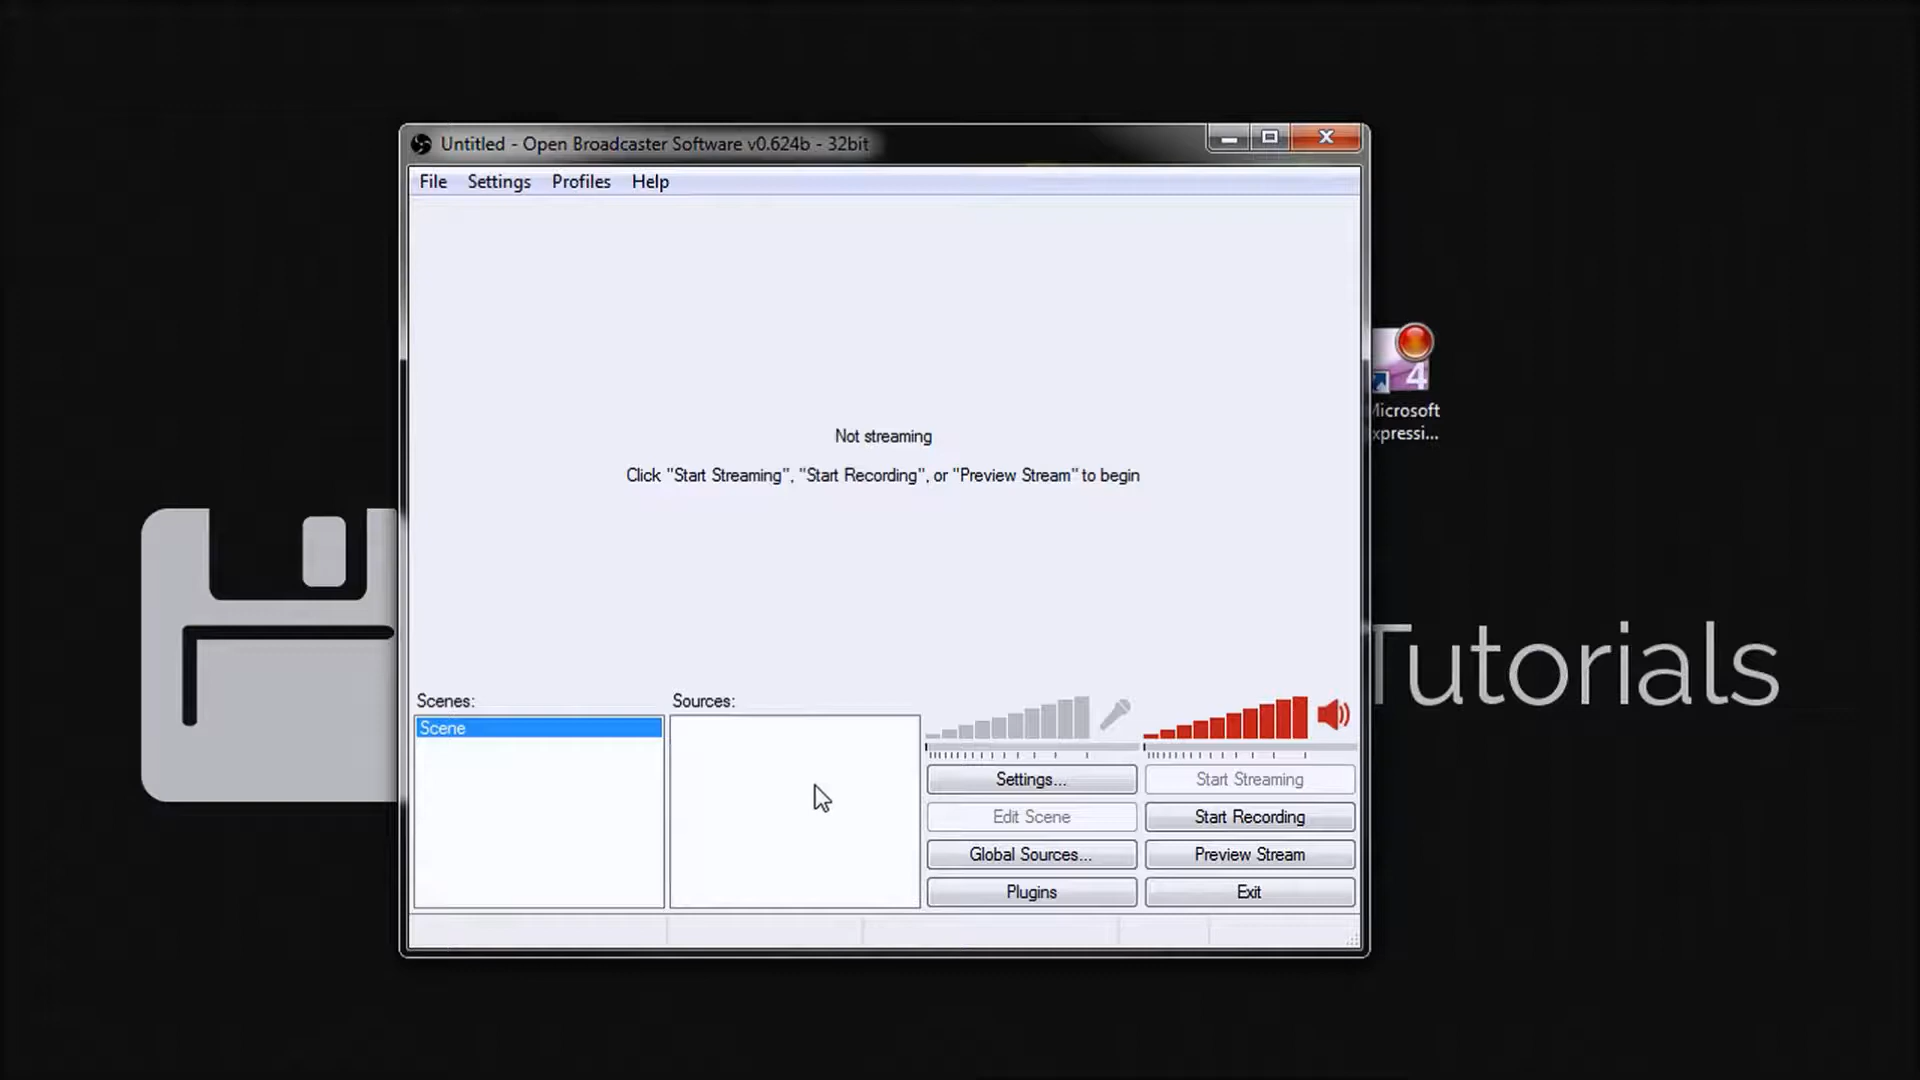 Untitled - Open Broadcaster Software v0.624b - 32bit
File Settings Profiles Help
Not streaming
Click "Start Streaming", "Start Recording", or "Preview Stream" to begin
4
Microsoft
xpressi...
Tutorials
Scenes:
Sources:
Scene
Settings...
Start Streaming
Edit Scene
Start Recording
Global Sources...
Preview Stream
Plugins
Exit